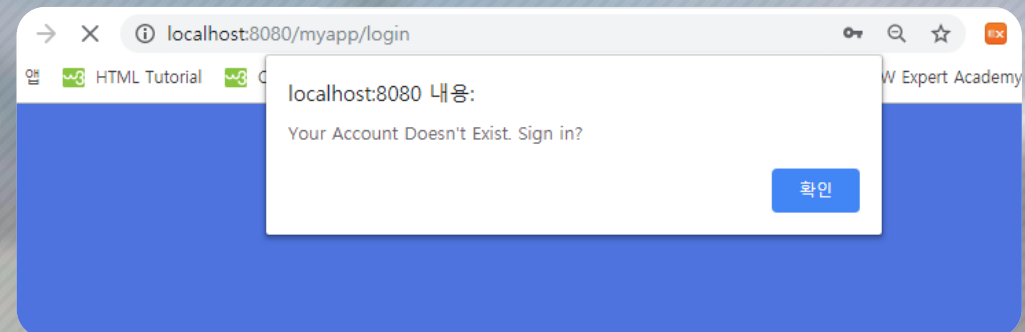 localhost:8080/myapp/login
앱 HTML Tutorial W Expert Academy
localhost:8080 내용:
Your Account Doesn't Exist. Sign in?
확인